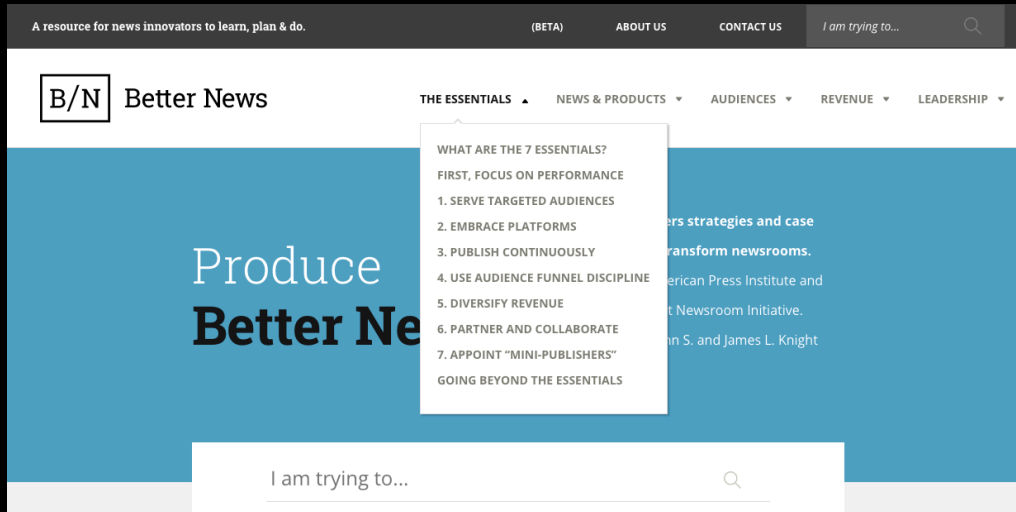 A resource for news innovators to learn, plan & do.
(BETA)
ABOUT US
CONTACT US
I am trying to...
B/N
Better News
THE ESSENTIALS
NEWS & PRODUCTS
AUDIENCES
REVENUE
LEADERSHIP
WHAT ARE THE 7 ESSENTIALS?
FIRST, FOCUS ON PERFORMANCE
1. SERVE TARGETED AUDIENCES
2. EMBRACE PLATFORMS
3. PUBLISH CONTINUOUSLY
4. USE AUDIENCE FUNNEL DISCIPLINE
5. DIVERSIFY REVENUE
6. PARTNER AND COLLABORATE
7. APPOINT “MINI-PUBLISHERS”
GOING BEYOND THE ESSENTIALS
Produce
Better Ne
strategies and case
newsrooms.
Press Institute and
Newsroom Initiative.
S. and James L. Knight
I am trying to...